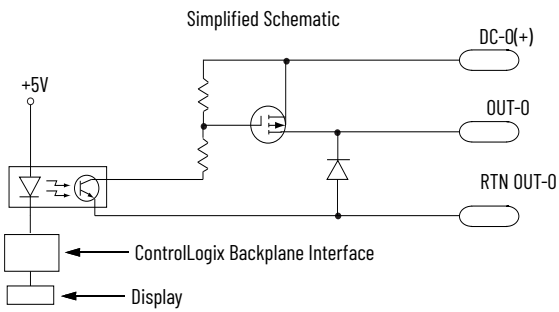 Simplified Schematic
DC-0(+)
+5V
OUT-0
RTN OUT-0
ControlLogix Backplane Interface
Display